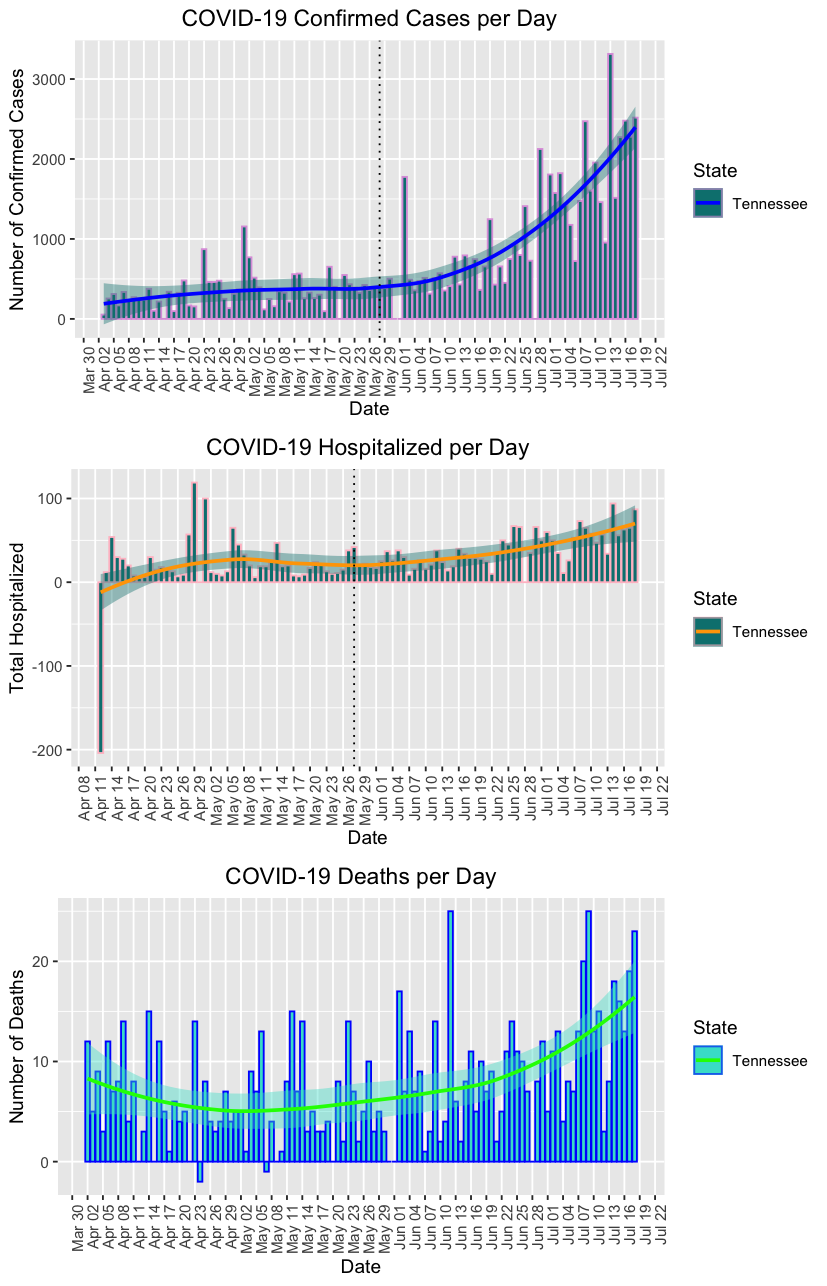 COVID-19 Confirmed Cases per Day
Number of Confirmed Cases
3000
2000
1000
0
Mar 30
Apr 02
Apr 05
Apr 08
Apr 11
Apr 14
Apr 17
Apr 20
Apr 23
Apr 26
Apr 29
May 02
May 05
May 08
May 11
May 14
May 17
May 20
May 23
May 26
May 29
Jun 01
Jun 04
Jun 07
Jun 10
Jun 13
Jun 16
Jun 19
Jun 22
Jun 25
Jun 28
Jul 01
Jul 04
Jul 07
Jul 10
Jul 13
Jul 16
Jul 19
Jul 22
Date
State
Tennessee
COVID-19 Hospitalized per Day
Total Hospitalized
100
0
-100
-200
Apr 08
Apr 11
Apr 14
Apr 17
Apr 20
Apr 23
Apr 26
Apr 29
May 02
May 05
May 08
May 11
May 14
May 17
May 20
May 23
May 26
May 29
Jun 01
Jun 04
Jun 07
Jun 10
Jun 13
Jun 16
Jun 19
Jun 22
Jun 25
Jun 28
Jul 01
Jul 04
Jul 07
Jul 10
Jul 13
Jul 16
Jul 19
Jul 22
Date
State
Tennessee
COVID-19 Deaths per Day
Number of Deaths
20
10
0
Mar 30
Apr 02
Apr 05
Apr 08
Apr 11
Apr 14
Apr 17
Apr 20
Apr 23
Apr 26
Apr 29
May 02
May 05
May 08
May 11
May 14
May 17
May 20
May 23
May 26
May 29
Jun 01
Jun 04
Jun 07
Jun 10
Jun 13
Jun 16
Jun 19
Jun 22
Jun 25
Jun 28
Jul 01
Jul 04
Jul 07
Jul 10
Jul 13
Jul 16
Jul 19
Jul 22
Date
State
Tennessee